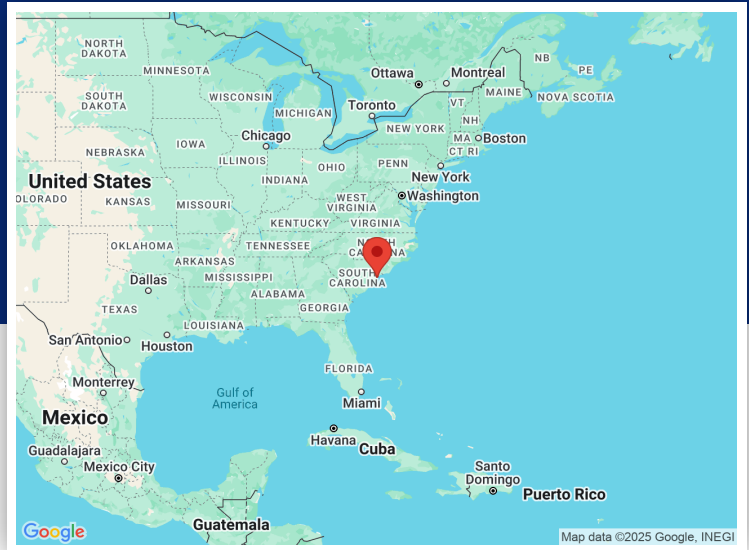 NORTH
DAKOTA
MINNESOTA
Ottawa
Montreal
NB
PE
MAINE
NOVA SCOTIA
SOUTH
DAKOTA
WISCONSIN
MICHIGAN
Toronto
VT
NH
NEW YORK
MA
Boston
CT RI
Chicago
IOWA
NEBRASKA
ILLINOIS
OHIO
PENN
New York
INDIANA
United States
OLORADO
KANSAS
MISSOURI
WEST
VIRGINIA
Washington
KENTUCKY
VIRGINIA
OKLAHOMA
TENNESSEE
ARKANSAS
MISSISSIPPI
SOUTH
CAROLINA
Dallas
ALABAMA
TEXAS
GEORGIA
LOUISIANA
San Antonio
Houston
FLORIDA
Monterrey
Gulf of
America
Miami
Mexico
Havana
Cuba
Guadalajara
Mexico City
Santo
Domingo
Puerto Rico
Guatemala
Google
Map data ©2025 Google, INEGI